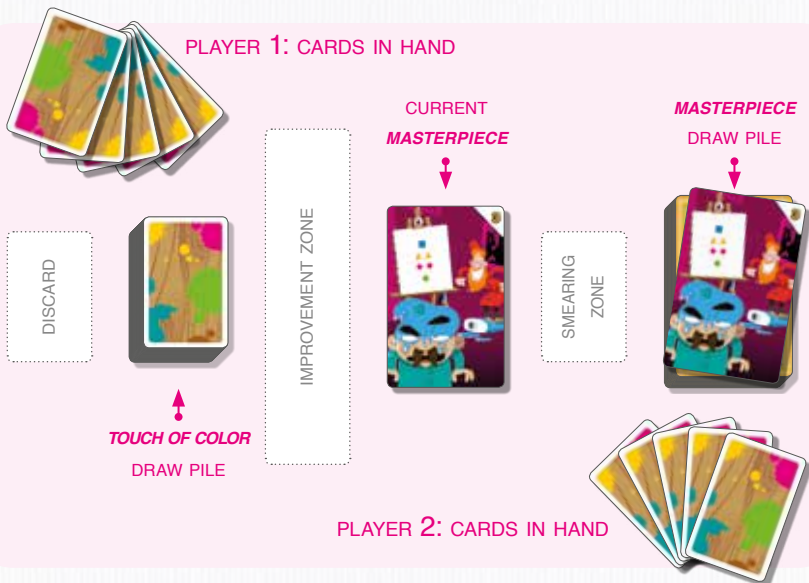 PLAYER 1: CARDS IN HAND
CURRENT
MASTERPIECE
MASTERPIECE
DRAW PILE
DISCARD
IMPROVEMENT ZONE
SMEARING
ZONE
TOUCH OF COLOR
DRAW PILE
PLAYER 2: CARDS IN HAND